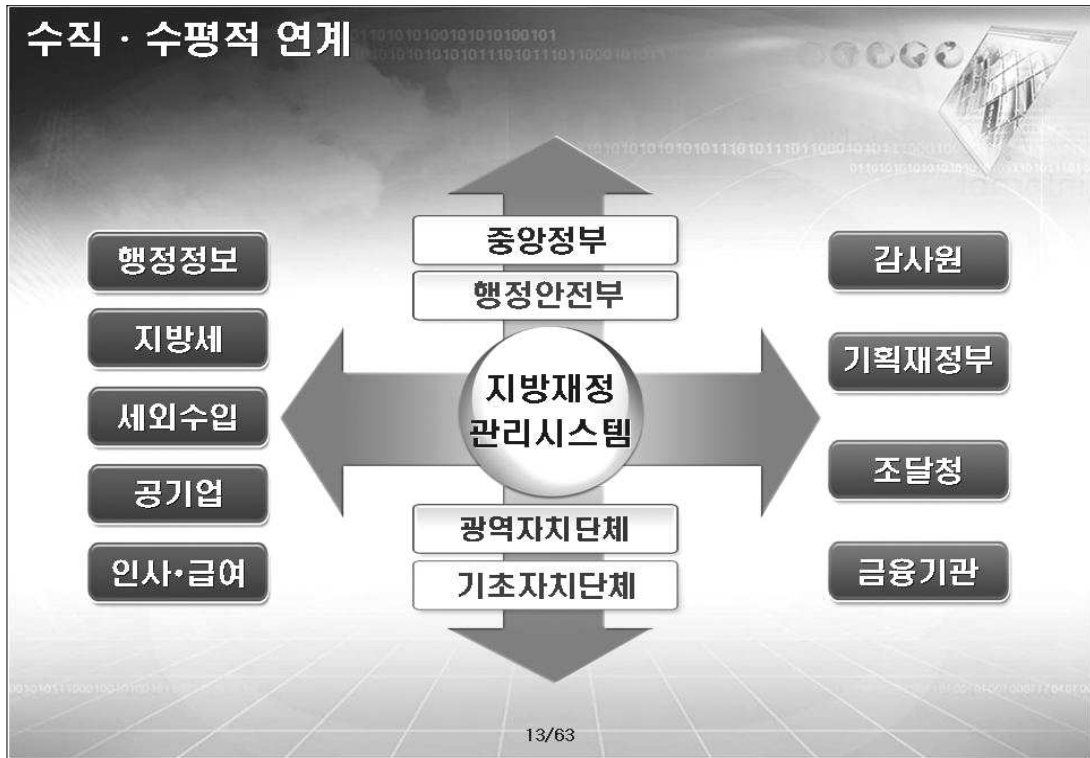 수직 · 수평적 연계
행정정보
지방세
세외수입
공기업
인사·급여
중앙정부
행정안전부
지방재정
관리시스템
광역자치단체
기초자치단체
감사원
기획재정부
조달청
금융기관
13/63